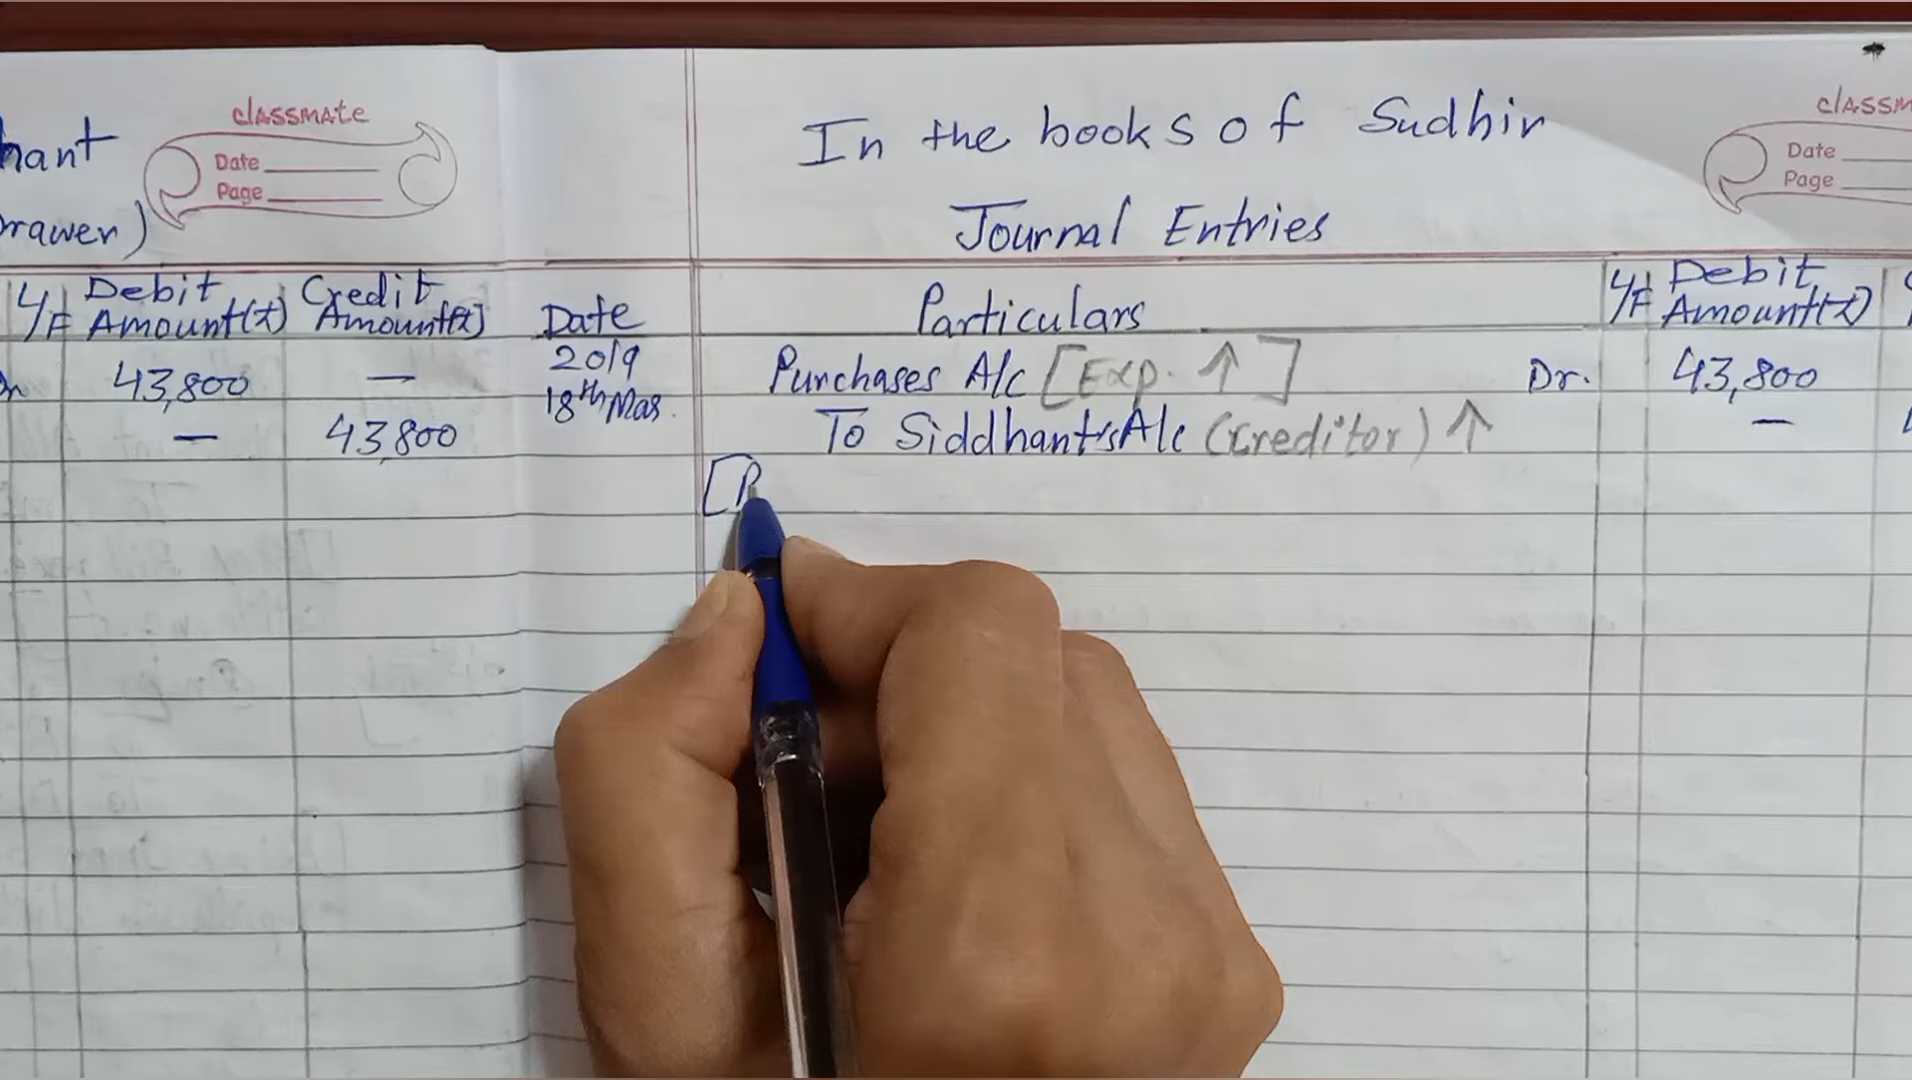 classmate
Date
Page
hant
rawer)
L/F Debit Amount(₹) Credit Amount(₹)
43,800 —
— 43,800
In the books of Sudhir
Journal Entries
classm
Date
Page
Date Particulars L/F Debit Amount(₹)
2019
18th Mar. Purchases A/c [Exp. ↑] Dr. 43,800
To Siddhant's A/c (Creditor) ↑ —
[P